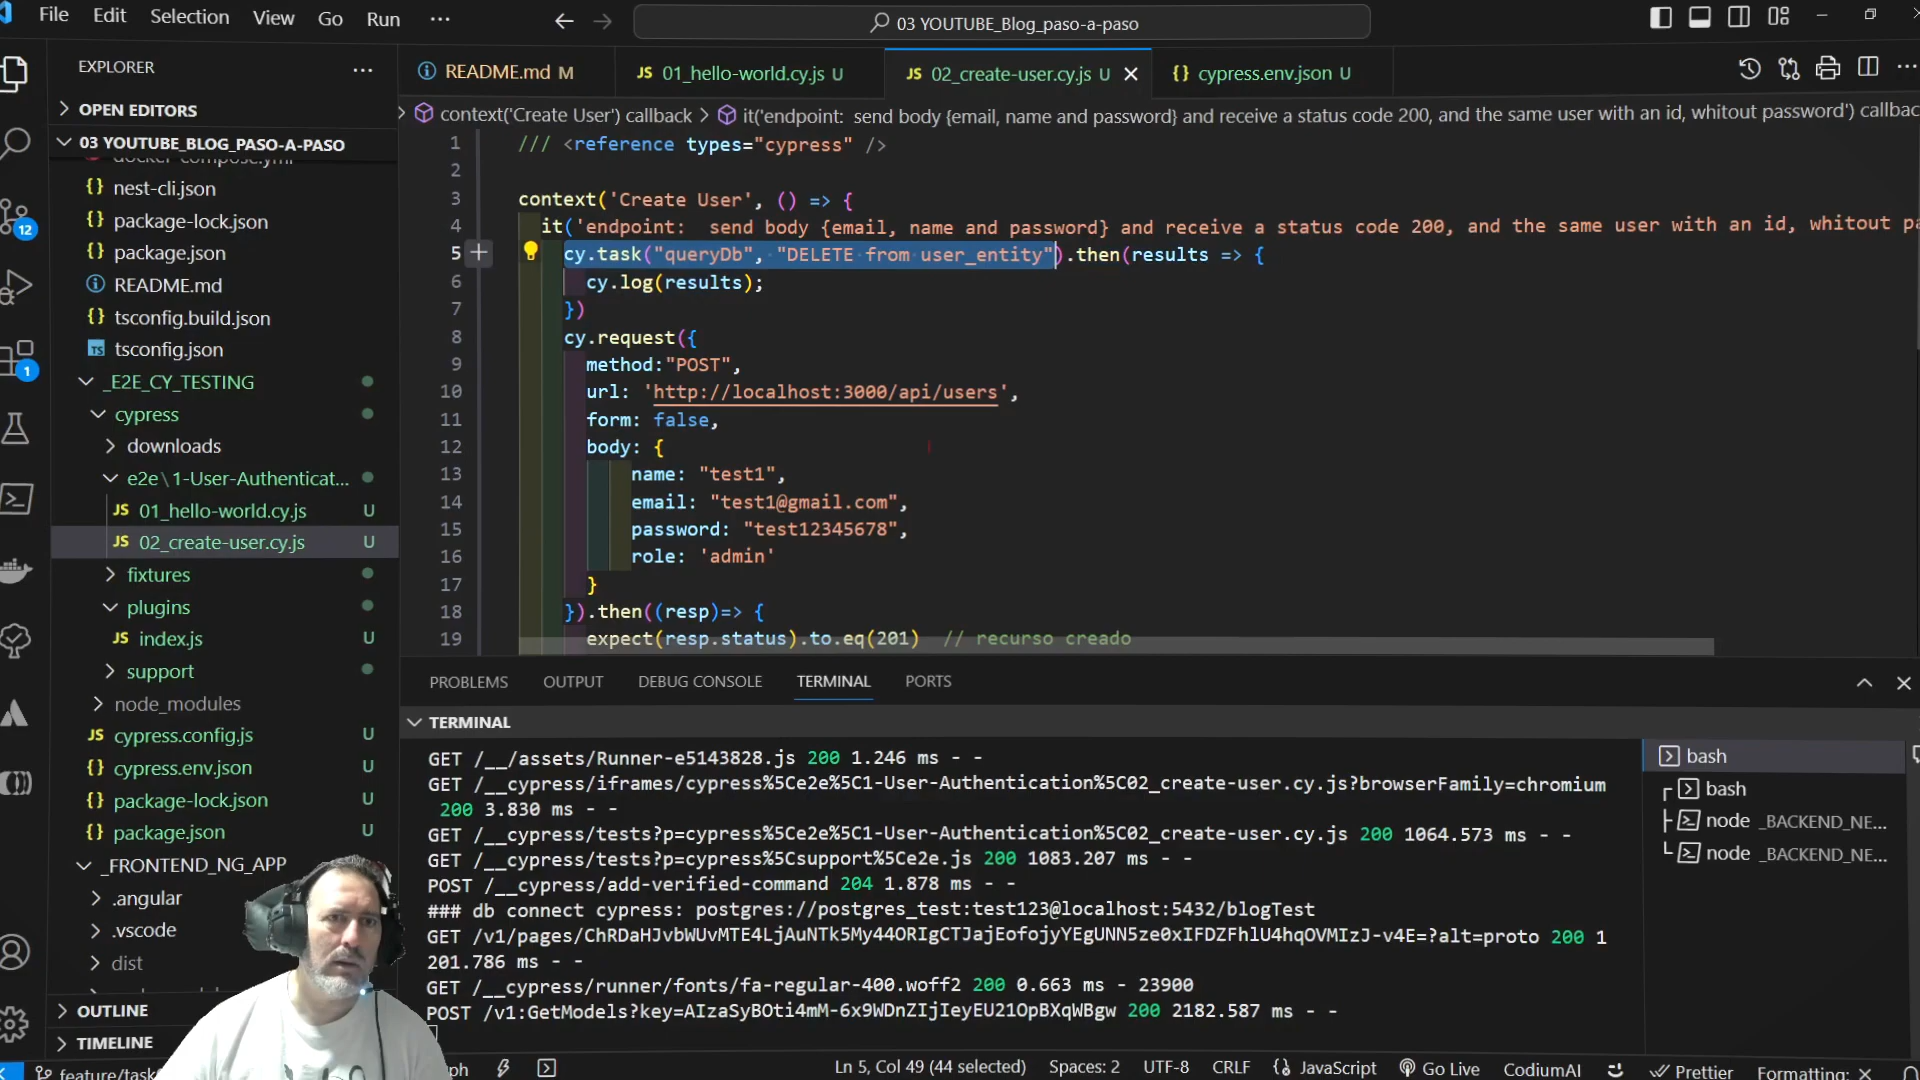 File Edit Selection View Go Run ...
03 YOUTUBE_Blog_paso-a-paso
EXPLORER
OPEN EDITORS
03 YOUTUBE_BLOG_PASO-A-PASO
docker-compose.yml
nest-cli.json
package-lock.json
package.json
README.md
tsconfig.build.json
tsconfig.json
_E2E_CY_TESTING
cypress
downloads
e2e\1-User-Authenticat...
01_hello-world.cy.js U
02_create-user.cy.js U
fixtures
plugins
index.js U
support
node_modules
cypress.config.js U
cypress.env.json U
package-lock.json U
package.json U
_FRONTEND_NG_APP
.angular
.vscode
dist
OUTLINE
TIMELINE
12
1
README.md M
01_hello-world.cy.js U
02_create-user.cy.js U
cypress.env.json U
context('Create User') callback > it('endpoint: send body {email, name and password} and receive a status code 200, and the same user with an id, whitout password') callbac
1 /// <reference types="cypress" />
2
3 context('Create User', () => {
4 it('endpoint:  send body {email, name and password} and receive a status code 200, and the same user with an id, whitout pa
5 cy.task("queryDb", "DELETE from user_entity").then(results => {
6 cy.log(results);
7 })
8 cy.request({
9 method:"POST",
10 url: 'http://localhost:3000/api/users',
11 form: false,
12 body: {
13 name: "test1",
14 email: "test1@gmail.com",
15 password: "test12345678",
16 role: 'admin'
17 }
18 }).then((resp)=> {
19 expect(resp.status).to.eq(201)  // recurso creado
PROBLEMS OUTPUT DEBUG CONSOLE TERMINAL PORTS
TERMINAL
GET /__/assets/Runner-e5143828.js 200 1.246 ms - -
GET /__cypress/iframes/cypress%5Ce2e%5C1-User-Authentication%5C02_create-user.cy.js?browserFamily=chromium
200 3.830 ms - -
GET /__cypress/tests?p=cypress%5Ce2e%5C1-User-Authentication%5C02_create-user.cy.js 200 1064.573 ms - -
GET /__cypress/tests?p=cypress%5Csupport%5Ce2e.js 200 1083.207 ms - -
POST /__cypress/add-verified-command 204 1.878 ms - -
### db connect cypress: postgres://postgres_test:test123@localhost:5432/blogTest
GET /v1/pages/ChRDaHJvbWUvMTE4LjAuNTk5My44ORIgCTJajEofojyYEgUNN5ze0xIFDZFhlU4hqOVMIzJ-v4E=?alt=proto 200 1
201.786 ms - -
GET /__cypress/runner/fonts/fa-regular-400.woff2 200 0.663 ms - 23900
POST /v1:GetModels?key=AIzaSyBOti4mM-6x9WDnZIjIeyEU21OpBXqWBgw 200 2182.587 ms - -
bash
bash
node _BACKEND_NE...
node _BACKEND_NE...
feature/task
ph
Ln 5, Col 49 (44 selected) Spaces: 2 UTF-8 CRLF {} JavaScript Go Live CodiumAI Prettier Formatting: X